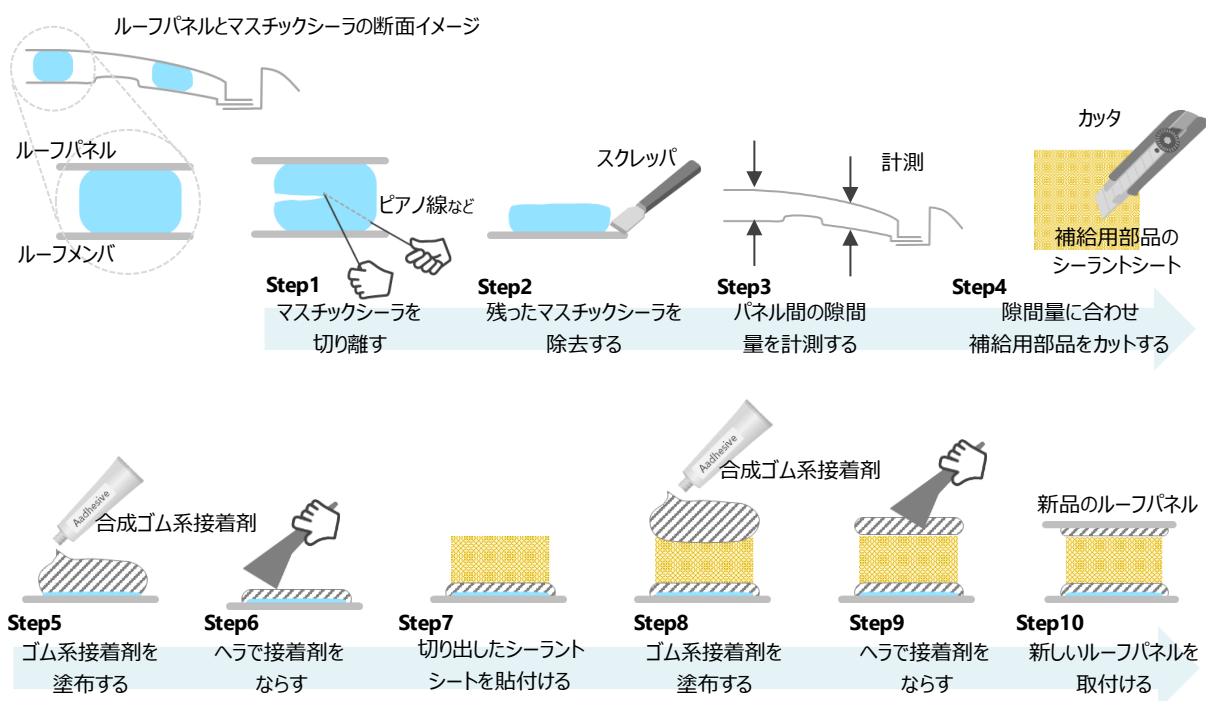 ルーフパネルとマスチックシーラの断面イメージ
ルーフパネル
ルーフメンバ
ピアノ線など
スクレッパ
計測
カッタ
補給用部品の
シーラントシート
Step1
マスチックシーラを
切り離す
Step2
残ったマスチックシーラを
除去する
Step3
パネル間の隙間
量を計測する
Step4
隙間量に合わせ
補給用部品をカットする
Aadhesive
合成ゴム系接着剤
Aadhesive
合成ゴム系接着剤
新品のルーフパネル
Step5
ゴム系接着剤を
塗布する
Step6
ヘラで接着剤を
ならす
Step7
切り出したシーラント
シートを貼付ける
Step8
ゴム系接着剤を
塗布する
Step9
ヘラで接着剤を
ならす
Step10
新しいルーフパネルを
取付ける